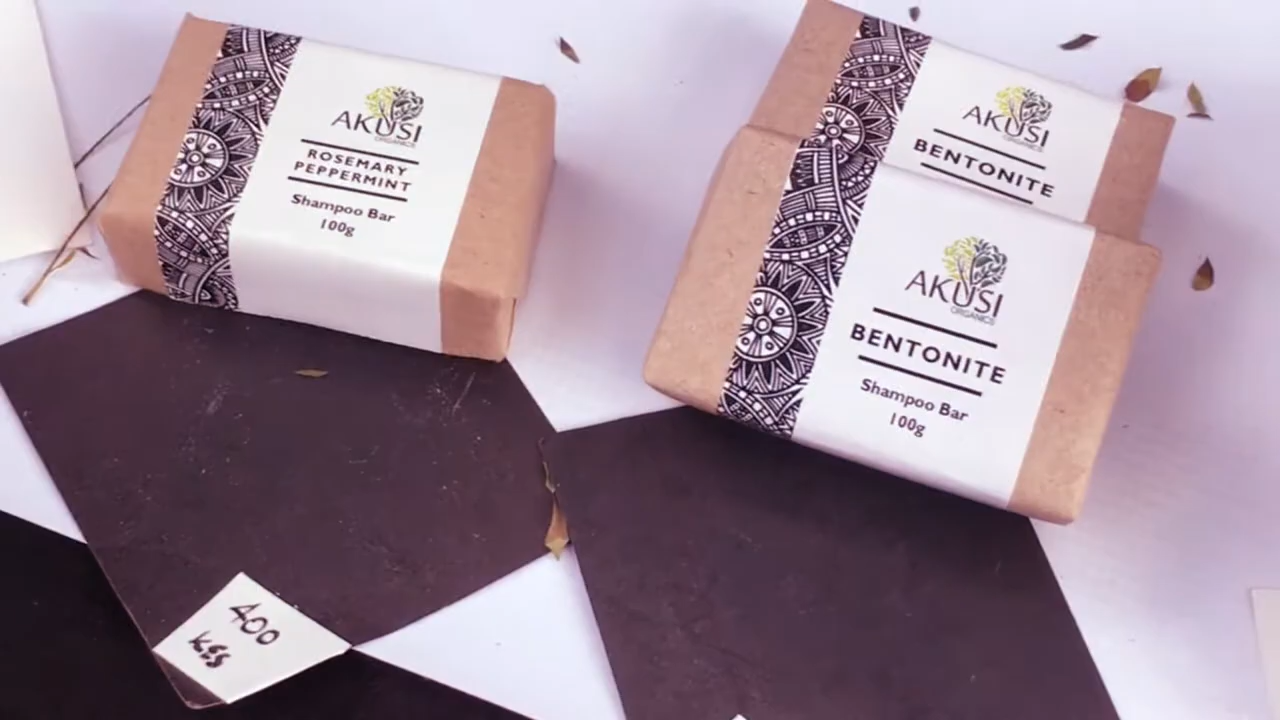 AKUSI
ORGANICS
ROSEMARY
PEPPERMINT
Shampoo Bar
100g
AKUSI
ORGANICS
BENTONITE
AKUSI
ORGANICS
BENTONITE
Shampoo Bar
100g
400
KES